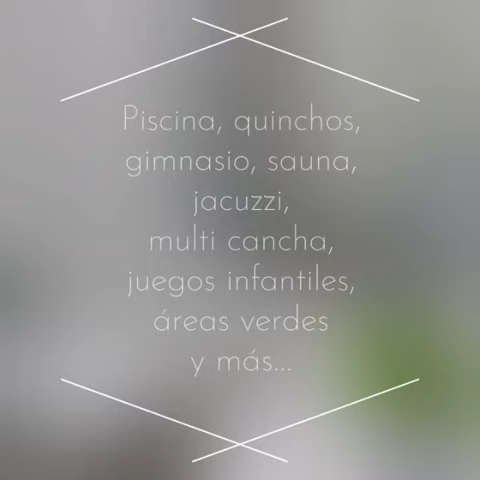 Piscina, quinchos,
gimnasio, sauna,
jacuzzi,
multi cancha,
juegos infantiles,
áreas verdes
y más...